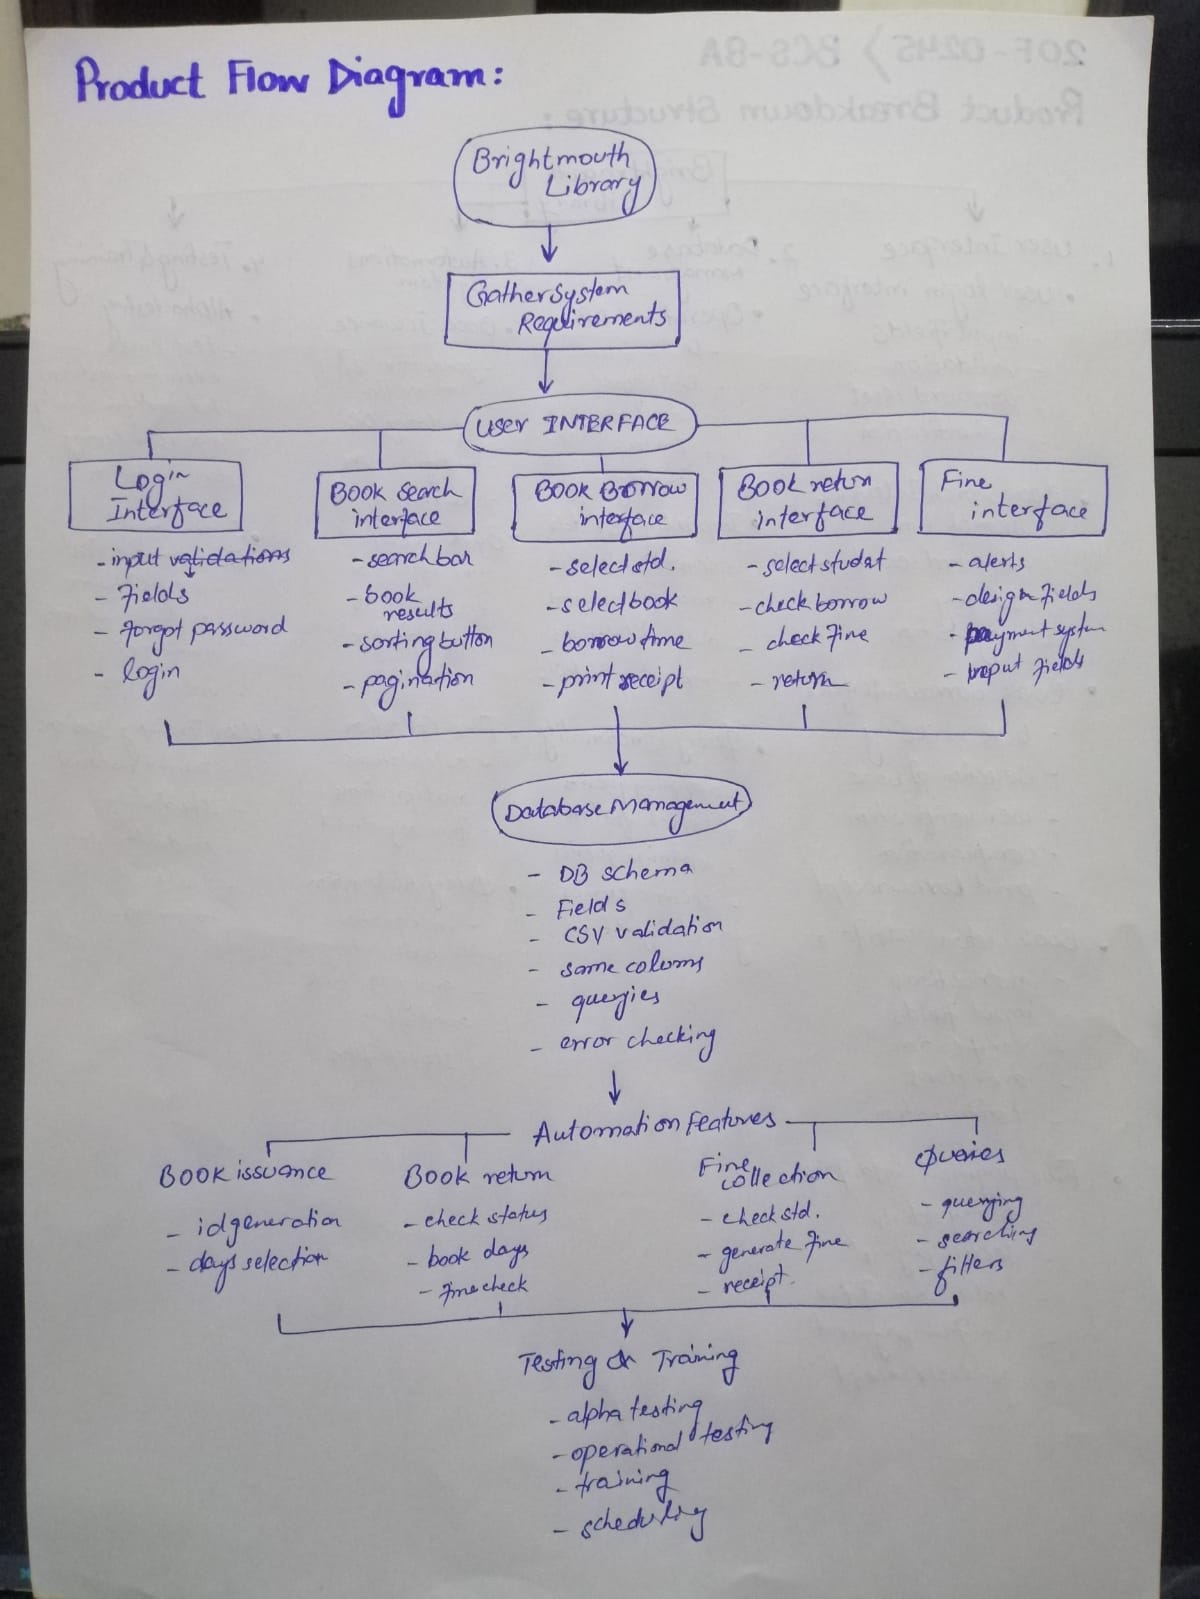 Product Flow Diagram:
Brightmouth
Library
Gather System
Requirements
User INTERFACE
Login
Interface
- input validations
- Fields
- forgot password
- login
Book search
interface
- search bar
- book
results
- sorting button
- pagination
Book Borrow
interface
- select std.
- select book
- borrow time
- print receipt
Book return
interface
- select studat
- check borrow
- check fine
- return
Fine
interface
- alerts
- design fields
- payment system
- input fields
Database Management
- DB schema
- Fields
- CSV validation
- same colums
- queries
- error checking
Automation Features
Book issuance
- id generation
- days selection
Book return
- check status
- book days
- fine check
Fine
collection
- check std.
- generate fine
- receipt.
Queries
- querying
- searching
- filters
Testing & Training
- alpha testing
- operational testing
- training
- scheduling